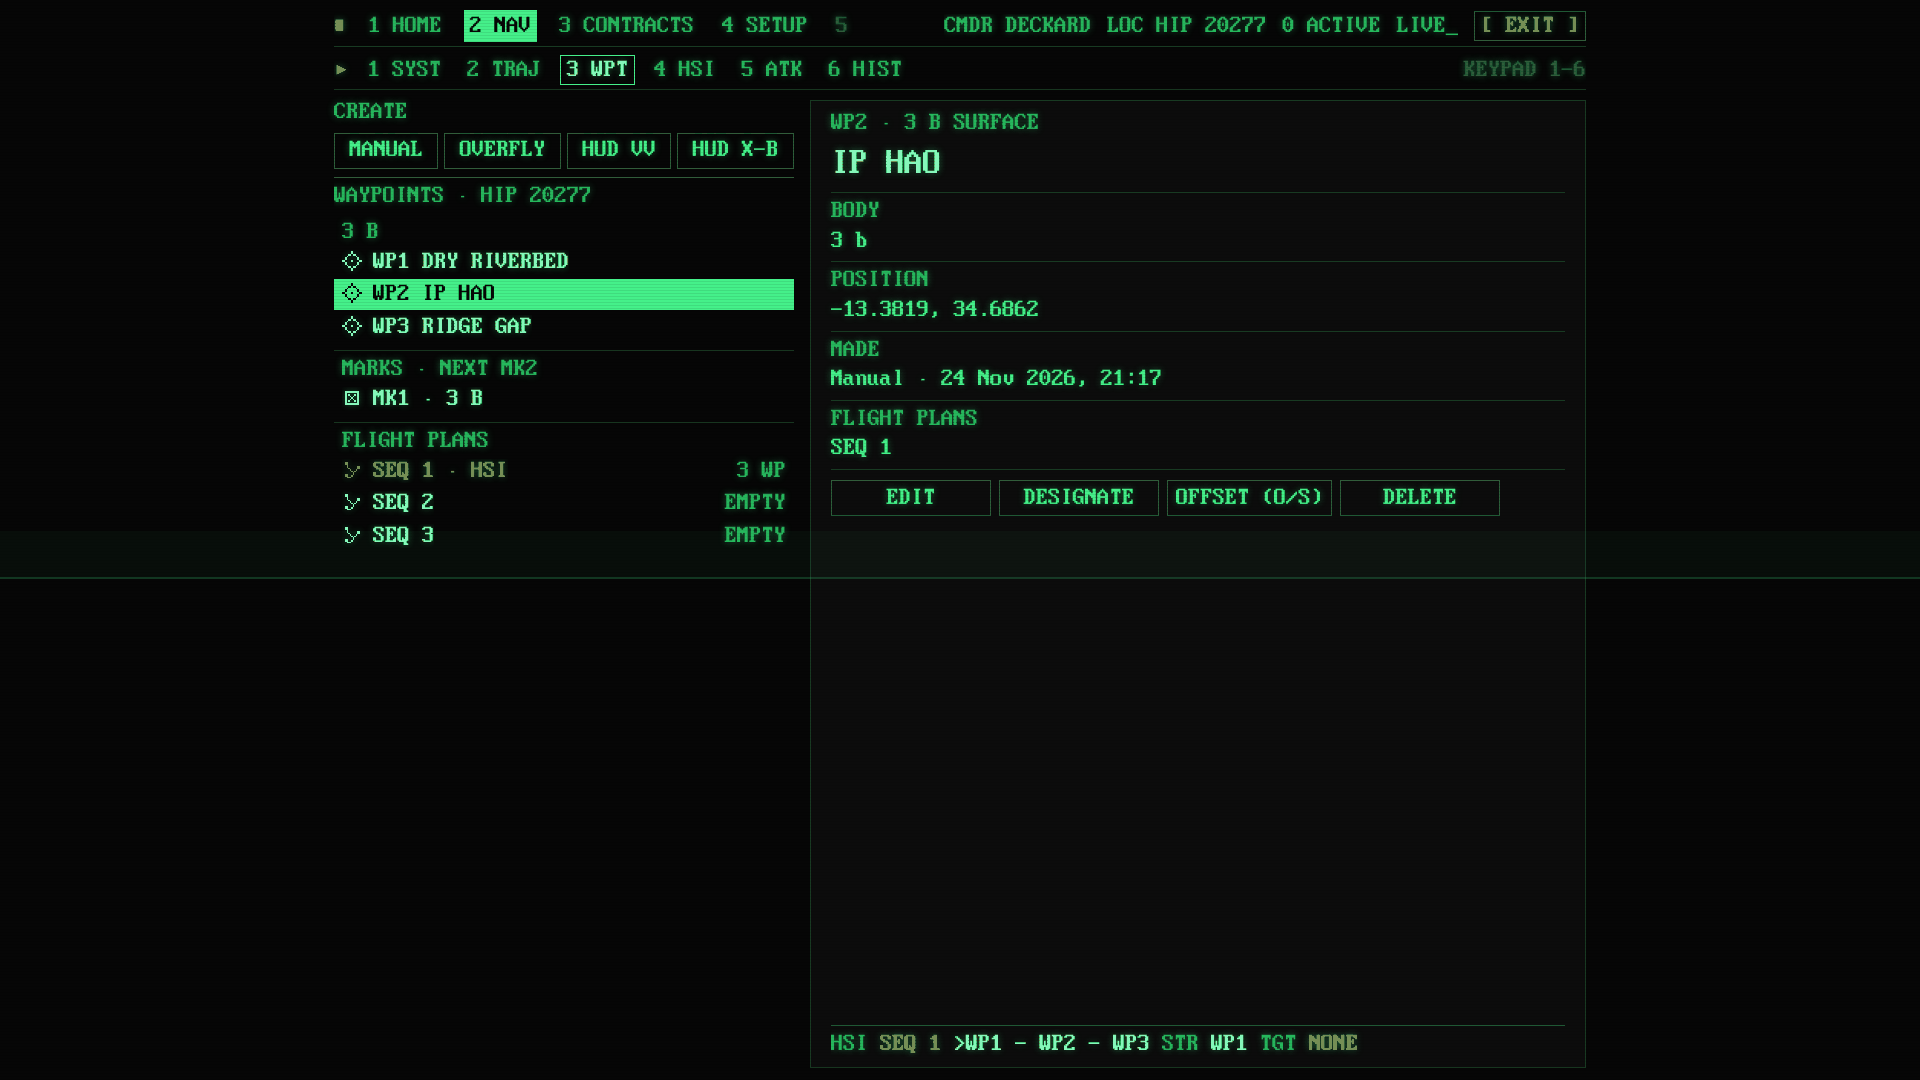 1 HOME 2 NAV 3 CONTRACTS 4 SETUP 5 CMDR DECKARD LOC HIP 20277 0 ACTIVE LIVE_ [ EXIT ]
1 SYST 2 TRAJ 3 WPT 4 HSI 5 ATK 6 HIST KEYPAD 1-6
CREATE
MANUAL OVERFLY HUD VV HUD X-B
WAYPOINTS · HIP 20277
3 B
WP1 DRY RIVERBED
WP2 IP HAO
WP3 RIDGE GAP
MARKS · NEXT MK2
MK1 · 3 B
FLIGHT PLANS
SEQ 1 · HSI 3 WP
SEQ 2 EMPTY
SEQ 3 EMPTY
WP2 · 3 B SURFACE
IP HAO
BODY
3 b
POSITION
-13.3819, 34.6862
MADE
Manual · 24 Nov 2026, 21:17
FLIGHT PLANS
SEQ 1
EDIT DESIGNATE OFFSET (O/S) DELETE
HSI SEQ 1 >WP1 - WP2 - WP3 STR WP1 TGT NONE